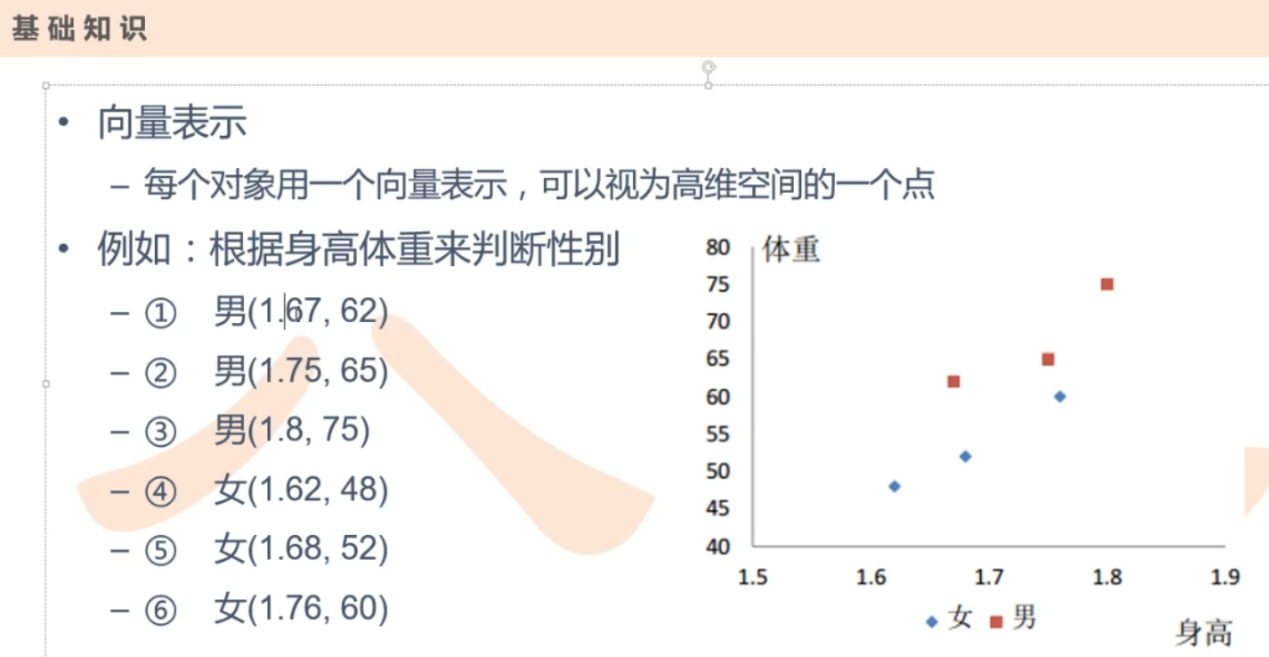 基础知识
• 向量表示
– 每个对象用一个向量表示，可以视为高维空间的一个点
• 例如：根据身高体重来判断性别
– ① 男(1.67, 62)
– ② 男(1.75, 65)
– ③ 男(1.8, 75)
– ④ 女(1.62, 48)
– ⑤ 女(1.68, 52)
– ⑥ 女(1.76, 60)
体重
80
75
70
65
60
55
50
45
40
1.5 1.6 1.7 1.8 1.9
女 男
身高